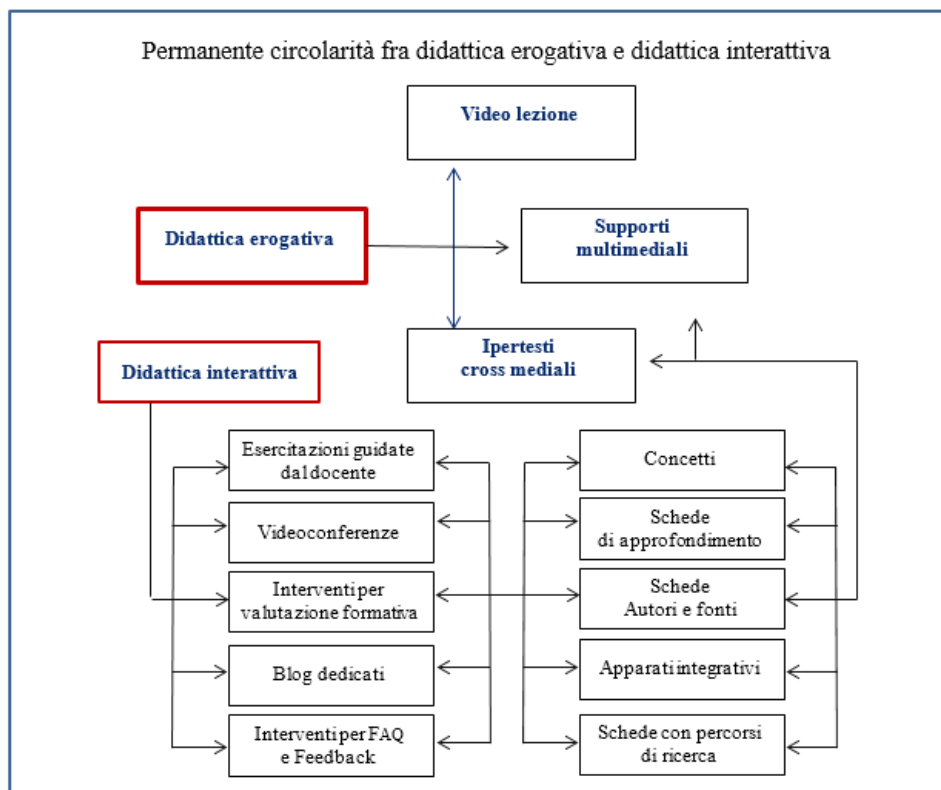 Permanente circolarità fra didattica erogativa e didattica interattiva
Video lezione
Didattica erogativa
Supporti
multimediali
Ipertesti
cross mediali
Didattica interattiva
Esercitazioni guidate
dal docente
Concetti
Videoconferenze
Schede
di approfondimento
Interventi per
valutazione formativa
Schede
Autori e fonti
Blog dedicati
Apparati integrativi
Interventi per FAQ
e Feedback
Schede con percorsi
di ricerca